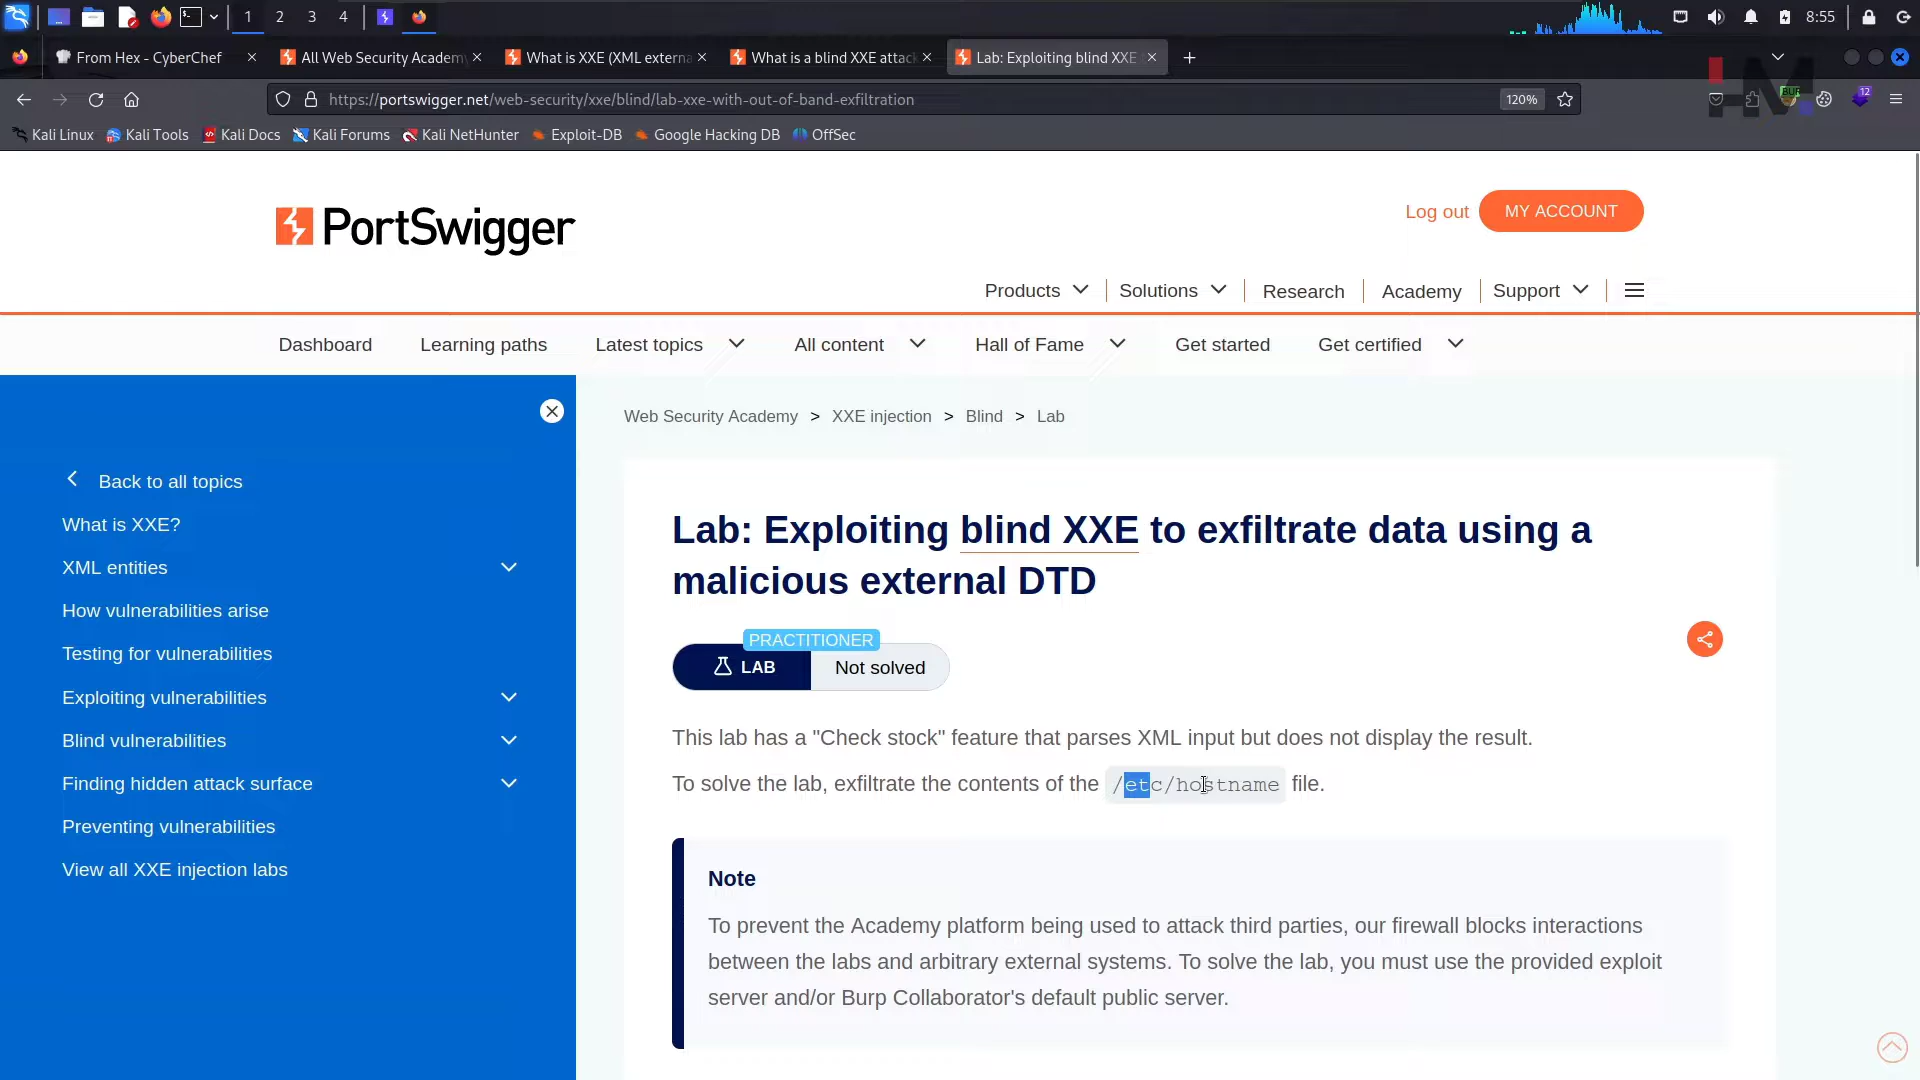 1 2 3 4 8:55
From Hex - CyberChef
All Web Security Academ
What is XXE (XML externa
What is a blind XXE attack
Lab: Exploiting blind XXE
https://portswigger.net/web-security/xxe/blind/lab-xxe-with-out-of-band-exfiltration 120% BUR 12
Kali Linux Kali Tools Kali Docs Kali Forums Kali NetHunter Exploit-DB Google Hacking DB OffSec
PortSwigger
Log out MY ACCOUNT
Products Solutions Research Academy Support
Dashboard Learning paths Latest topics All content Hall of Fame Get started Get certified
Back to all topics
What is XXE?
XML entities
How vulnerabilities arise
Testing for vulnerabilities
Exploiting vulnerabilities
Blind vulnerabilities
Finding hidden attack surface
Preventing vulnerabilities
View all XXE injection labs
Web Security Academy > XXE injection > Blind > Lab
Lab: Exploiting blind XXE to exfiltrate data using a
malicious external DTD
PRACTITIONER
LAB Not solved
This lab has a "Check stock" feature that parses XML input but does not display the result.
To solve the lab, exfiltrate the contents of the /etc/hostname file.
Note
To prevent the Academy platform being used to attack third parties, our firewall blocks interactions
between the labs and arbitrary external systems. To solve the lab, you must use the provided exploit
server and/or Burp Collaborator's default public server.